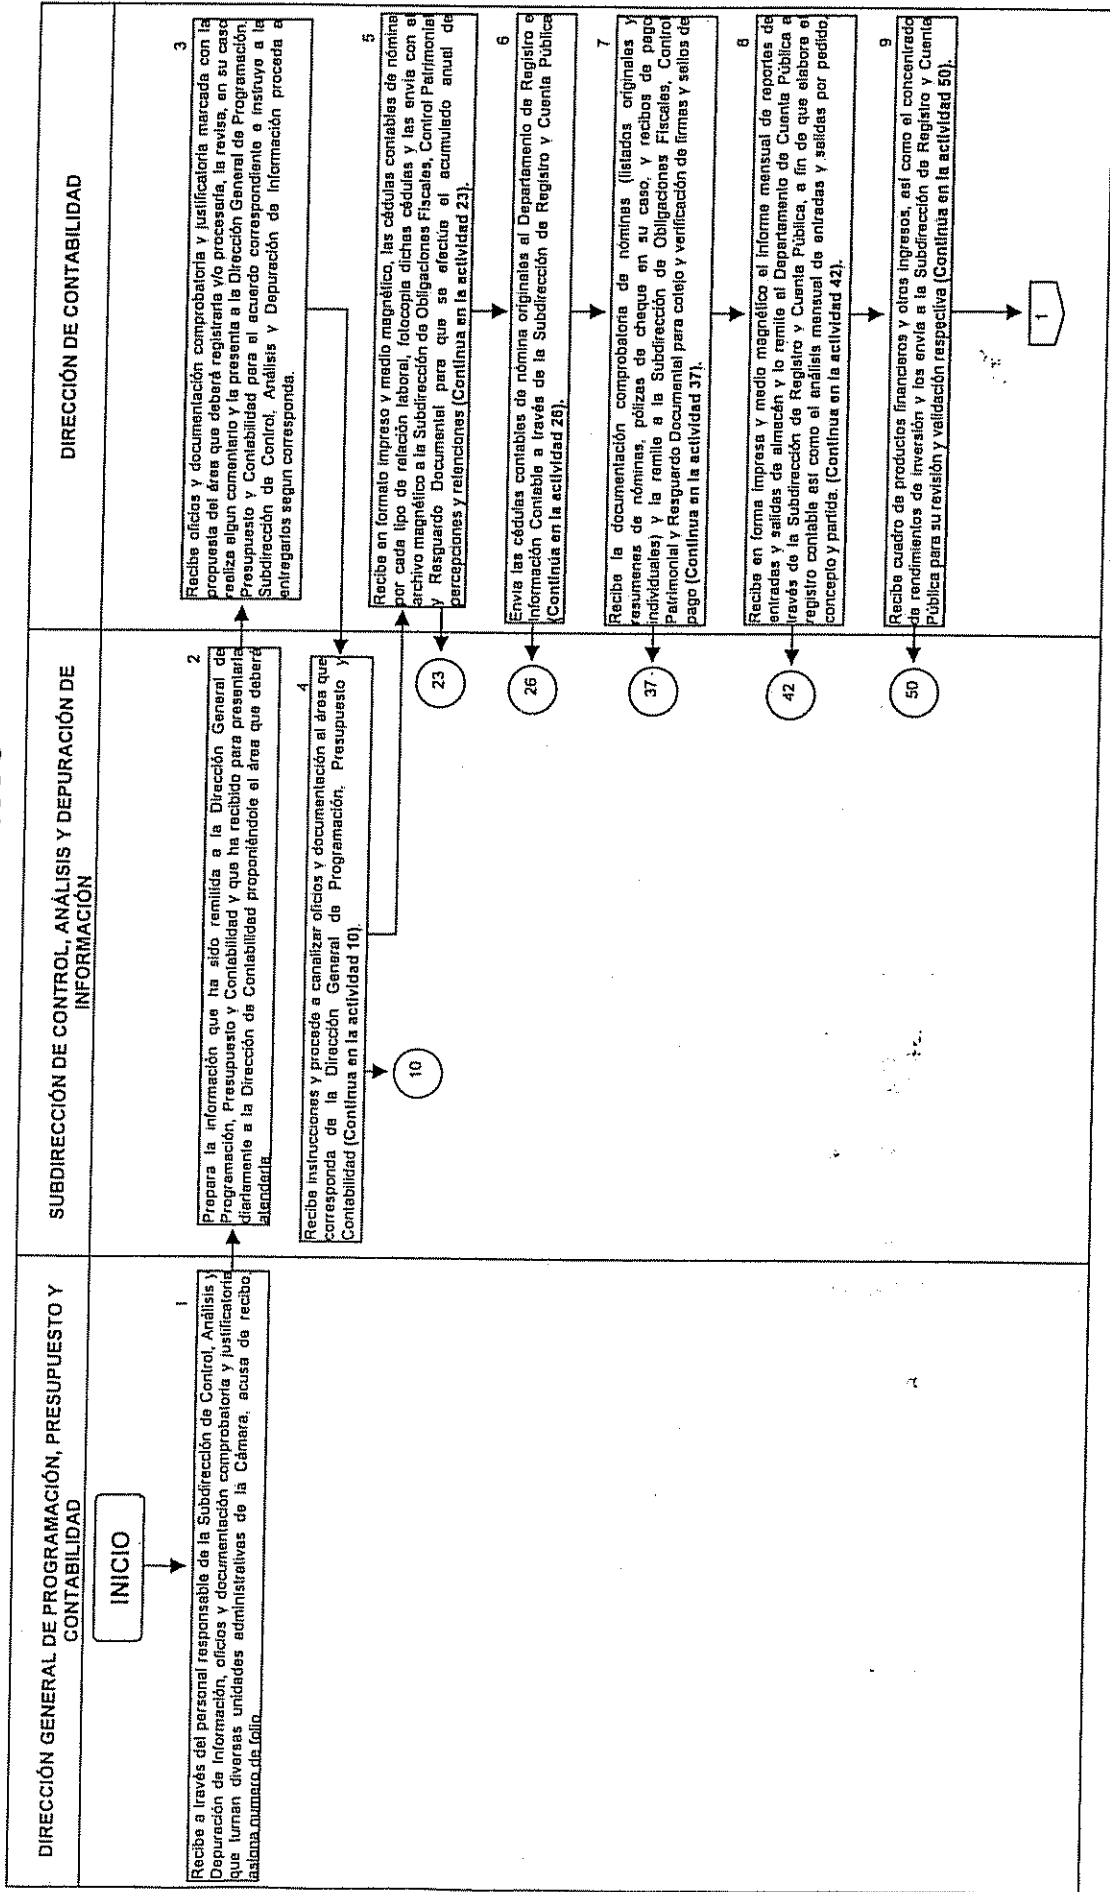 DIRECCIÓN GENERAL DE PROGRAMACIÓN, PRESUPUESTO Y
CONTABILIDAD
SUBDIRECCIÓN DE CONTROL, ANÁLISIS Y DEPURACIÓN DE
INFORMACIÓN
DIRECCIÓN DE CONTABILIDAD
INICIO
1
Recibe a través del personal responsable de la Subdirección de Control, Análisis y
Depuración de Información, oficios y documentación comprobatoria y justificatoria
que turnan diversas unidades administrativas de la Cámara, acusa de recibo,
asigna numero de folio.
2
Prepara la información que ha sido remitida a la Dirección General de
Programación, Presupuesto y Contabilidad y que ha recibido para presentarla
diariamente a la Dirección de Contabilidad proponiéndole el área que deberá
atenderla.
3
Recibe oficios y documentación comprobatoria y justificatoria marcada con la
propuesta del área que deberá registrarla y/o procesarla, la revisa, en su caso
realiza algun comentario y la presenta a la Dirección General de Programación,
Presupuesto y Contabilidad para el acuerdo correspondiente e instruye a la
Subdirección de Control, Análisis y Depuración de Información proceda a
entregarlos segun corresponda.
4
Recibe instrucciones y procede a canalizar oficios y documentación al área que
corresponda de la Dirección General de Programación, Presupuesto y
Contabilidad (Continua en la actividad 10).
10
5
Recibe en formato impreso y medio magnético, las cédulas contables de nómina
por cada tipo de relación laboral, fotocopia dichas cédulas y las envia con el
archivo magnético a la Subdirección de Obligaciones Fiscales, Control Patrimonial
y Resguardo Documental para que se efectúe el acumulado anual de
percepciones y retenciones (Continua en la actividad 23).
23
6
Envia las cédulas contables de nómina originales al Departamento de Registro e
Información Contable a través de la Subdirección de Registro y Cuenta Pública
(Continúa en la actividad 26).
26
7
Recibe la documentación comprobatoria de nóminas (listados originales y
resumenes de nóminas, pólizas de cheque en su caso, y recibos de pago
individuales) y la remite a la Subdirección de Obligaciones Fiscales, Control
Patrimonial y Resguardo Documental para cotejo y verificación de firmas y sellos de
pago (Continua en la actividad 37).
37
8
Recibe en forma impresa y medio magnético el informe mensual de reportes de
entradas y salidas de almacén y lo remite al Departamento de Cuenta Pública a
través de la Subdirección de Registro y Cuenta Pública, a fin de que elabore el
registro contable así como el análisis mensual de entradas y salidas por pedido,
concepto y partida. (Continua en la actividad 42).
42
9
Recibe cuadro de productos financieros y otros ingresos, así como el concentrado
de rendimientos de inversión y los envía a la Subdirección de Registro y Cuenta
Pública para su revisión y validación respectiva (Continúa en la actividad 50).
50
1